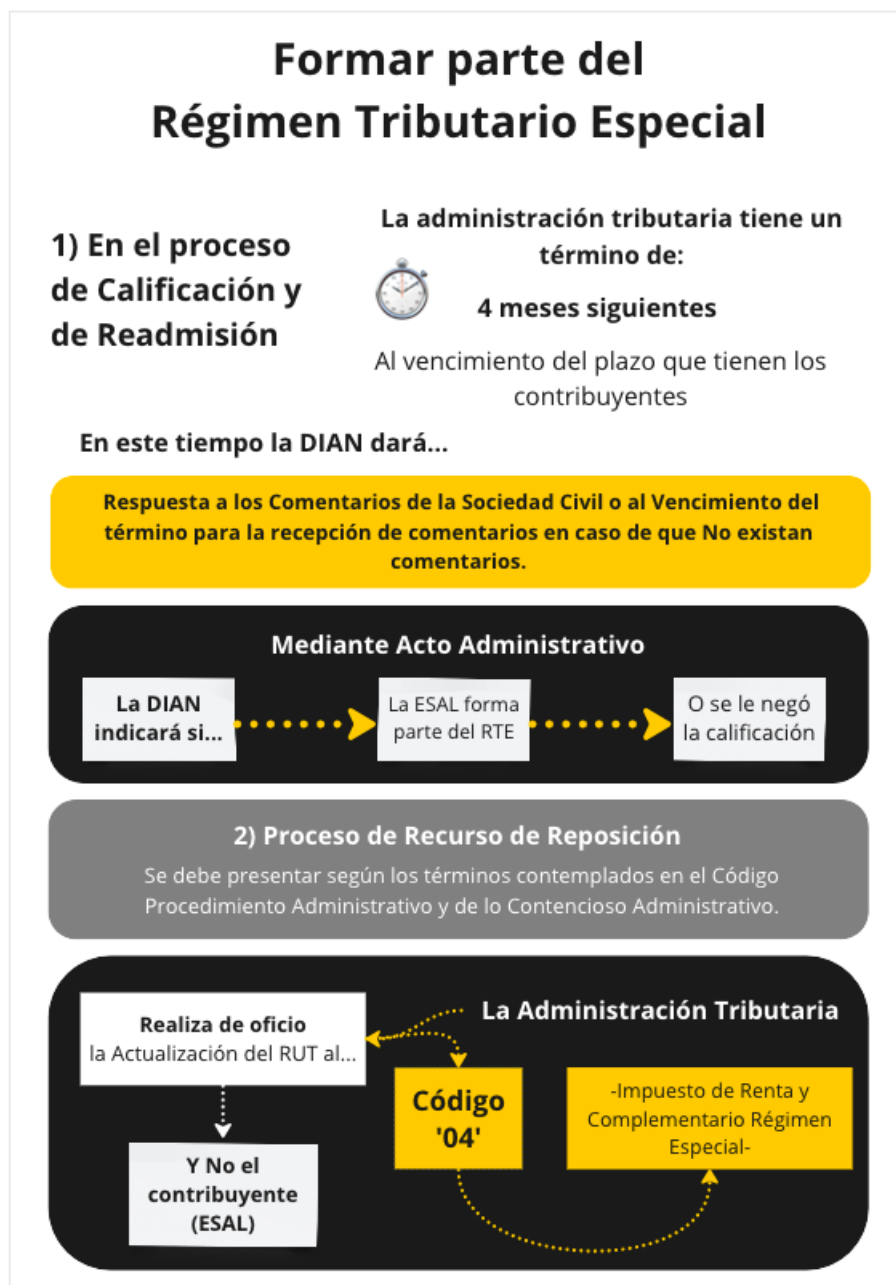 Formar parte del
Régimen Tributario Especial
1) En el proceso
de Calificación y
de Readmisión
La administración tributaria tiene un
término de:
4 meses siguientes
Al vencimiento del plazo que tienen los
contribuyentes
En este tiempo la DIAN dará...
Respuesta a los Comentarios de la Sociedad Civil o al Vencimiento del
término para la recepción de comentarios en caso de que No existan
comentarios.
Mediante Acto Administrativo
La DIAN
indicará si...
La ESAL forma
parte del RTE
O se le negó
la calificación
2) Proceso de Recurso de Reposición
Se debe presentar según los términos contemplados en el Código
Procedimiento Administrativo y de lo Contencioso Administrativo.
La Administración Tributaria
Realiza de oficio
la Actualización del RUT al...
Código
'04'
-Impuesto de Renta y
Complementario Régimen
Especial-
Y No el
contribuyente
(ESAL)